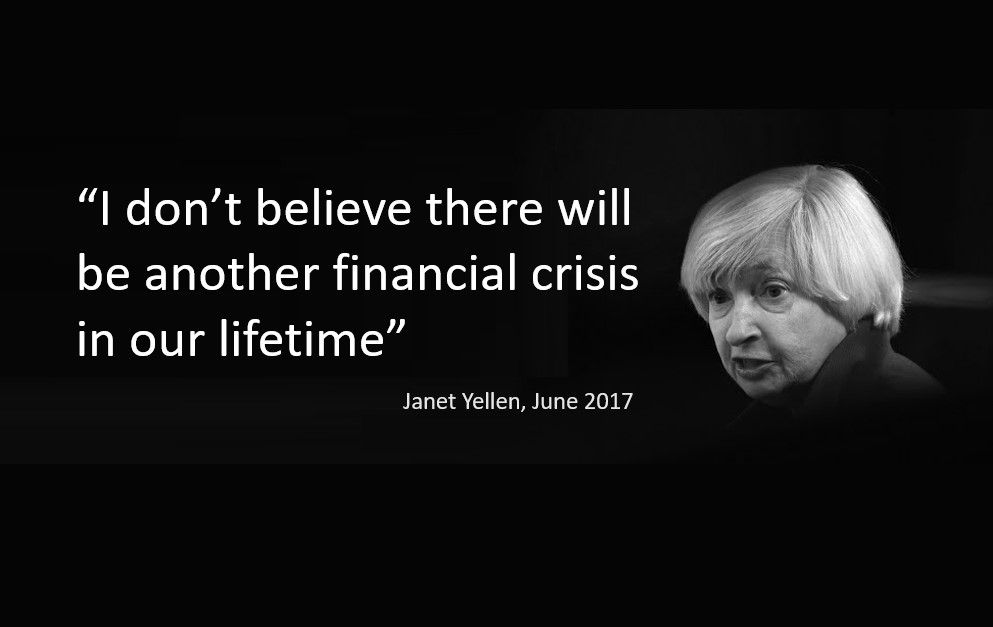 “I don’t believe there will
be another financial crisis
in our lifetime”
Janet Yellen, June 2017